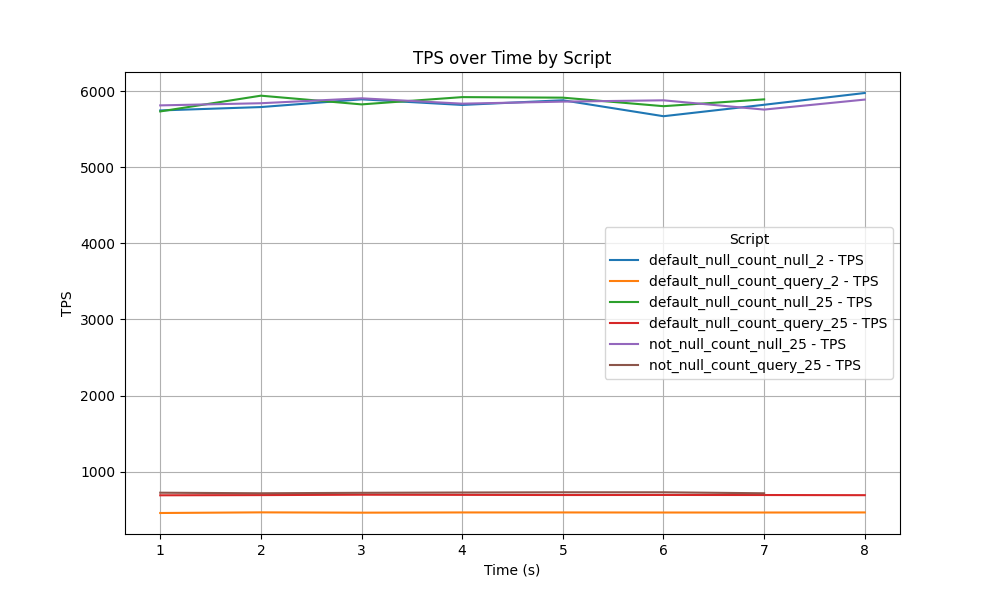 TPS over Time by Script
6000
5000
4000
3000
2000
1000
TPS
Script
default_null_count_null_2 - TPS
default_null_count_query_2 - TPS
default_null_count_null_25 - TPS
default_null_count_query_25 - TPS
not_null_count_null_25 - TPS
not_null_count_query_25 - TPS
1 2 3 4 5 6 7 8
Time (s)